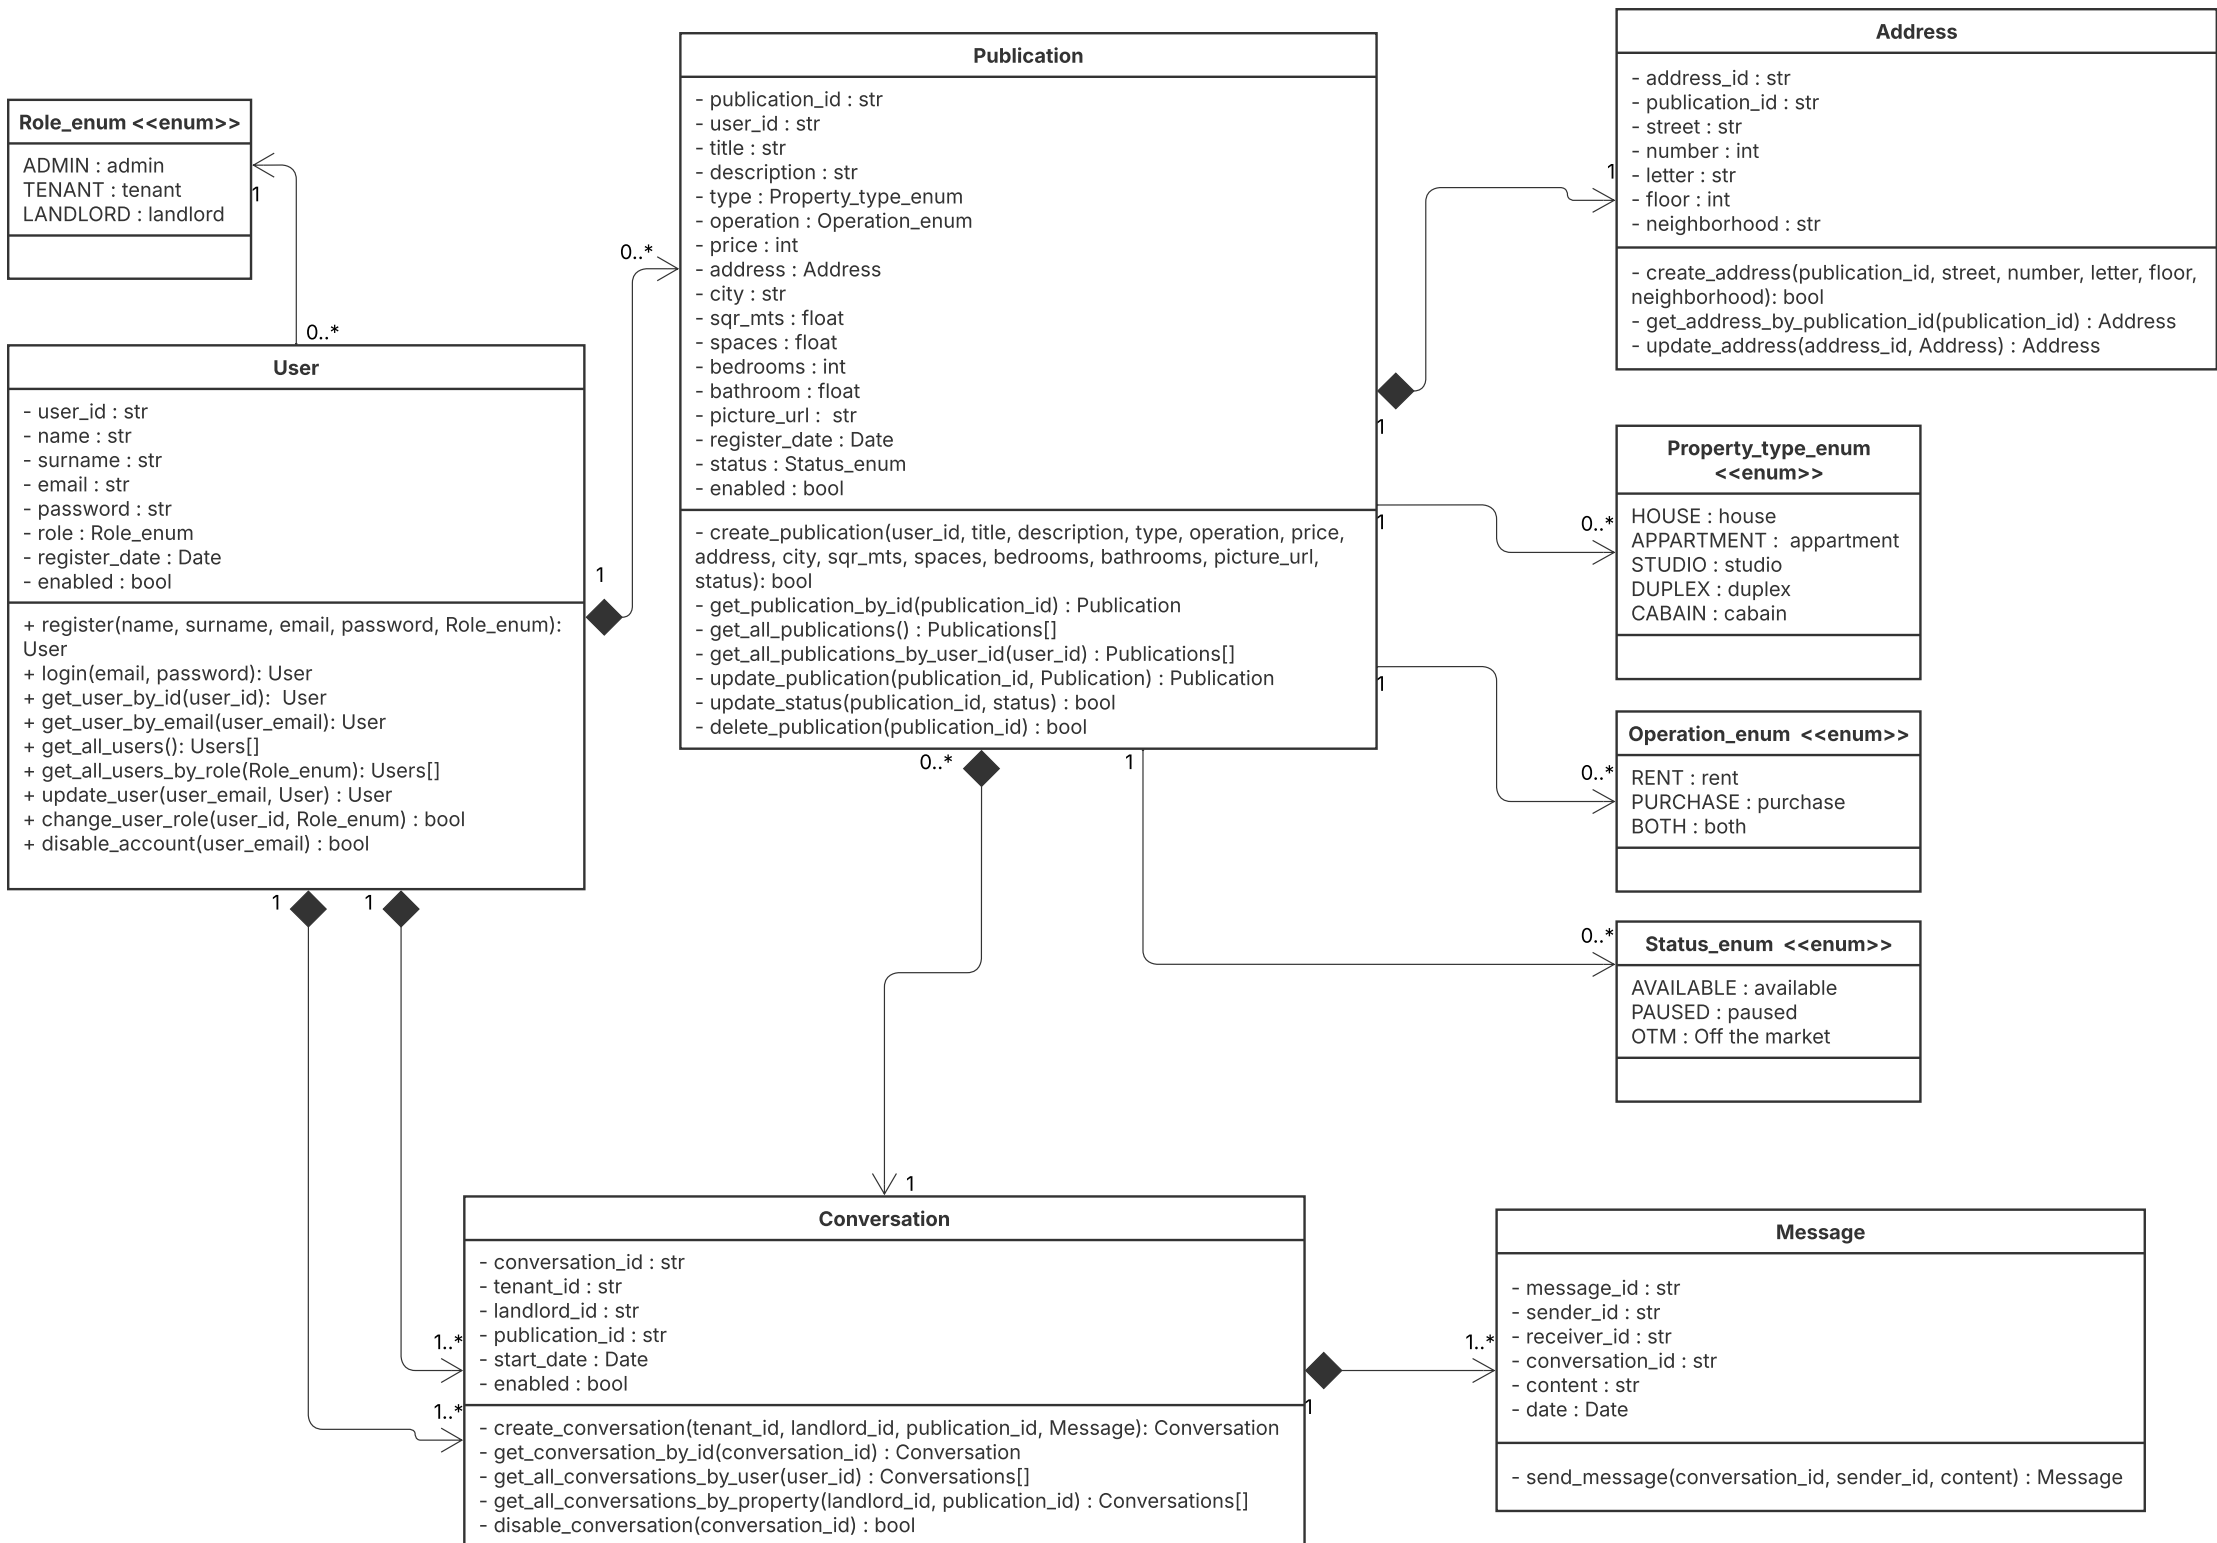 Role_enum <<enum>>
ADMIN : admin
TENANT : tenant
LANDLORD : landlord
1
0..*
User
- user_id : str
- name : str
- surname : str
- email : str
- password : str
- role : Role_enum
- register_date : Date
- enabled : bool
+ register(name, surname, email, password, Role_enum):
User
+ login(email, password): User
+ get_user_by_id(user_id):  User
+ get_user_by_email(user_email): User
+ get_all_users(): Users[]
+ get_all_users_by_role(Role_enum): Users[]
+ update_user(user_email, User) : User
+ change_user_role(user_id, Role_enum) : bool
+ disable_account(user_email) : bool
1
0..*
1
1
Publication
- publication_id : str
- user_id : str
- title : str
- description : str
- type : Property_type_enum
- operation : Operation_enum
- price : int
- address : Address
- city : str
- sqr_mts : float
- spaces : float
- bedrooms : int
- bathroom : float
- picture_url :  str
- register_date : Date
- status : Status_enum
- enabled : bool
- create_publication(user_id, title, description, type, operation, price,
address, city, sqr_mts, spaces, bedrooms, bathrooms, picture_url,
status): bool
- get_publication_by_id(publication_id) : Publication
- get_all_publications() : Publications[]
- get_all_publications_by_user_id(user_id) : Publications[]
- update_publication(publication_id, Publication) : Publication
- update_status(publication_id, status) : bool
- delete_publication(publication_id) : bool
0..*
1
1
1
1
1
Address
- address_id : str
- publication_id : str
- street : str
- number : int
- letter : str
- floor : int
- neighborhood : str
- create_address(publication_id, street, number, letter, floor,
neighborhood): bool
- get_address_by_publication_id(publication_id) : Address
- update_address(address_id, Address) : Address
0..*
Property_type_enum
<<enum>>
HOUSE : house
APPARTMENT :  appartment
STUDIO : studio
DUPLEX : duplex
CABAIN : cabain
0..*
Operation_enum  <<enum>>
RENT : rent
PURCHASE : purchase
BOTH : both
0..*
Status_enum  <<enum>>
AVAILABLE : available
PAUSED : paused
OTM : Off the market
1
1..*
1..*
Conversation
- conversation_id : str
- tenant_id : str
- landlord_id : str
- publication_id : str
- start_date : Date
- enabled : bool
- create_conversation(tenant_id, landlord_id, publication_id, Message): Conversation
- get_conversation_by_id(conversation_id) : Conversation
- get_all_conversations_by_user(user_id) : Conversations[]
- get_all_conversations_by_property(landlord_id, publication_id) : Conversations[]
- disable_conversation(conversation_id) : bool
1
1..*
Message
- message_id : str
- sender_id : str
- receiver_id : str
- conversation_id : str
- content : str
- date : Date
- send_message(conversation_id, sender_id, content) : Message